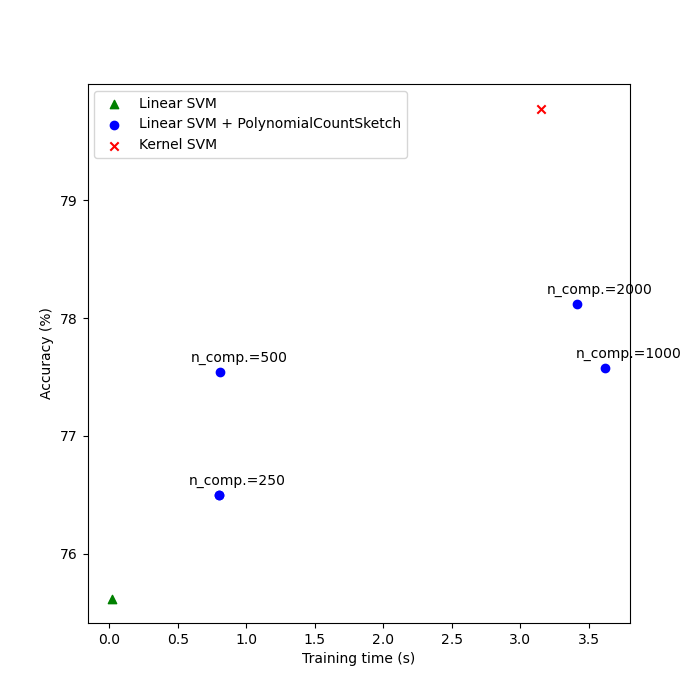 Linear SVM
Linear SVM + PolynomialCountSketch
Kernel SVM
79
78
77
76
Accuracy (%)
n_comp.=2000
n_comp.=1000
n_comp.=500
n_comp.=250
0.0 0.5 1.0 1.5 2.0 2.5 3.0 3.5
Training time (s)